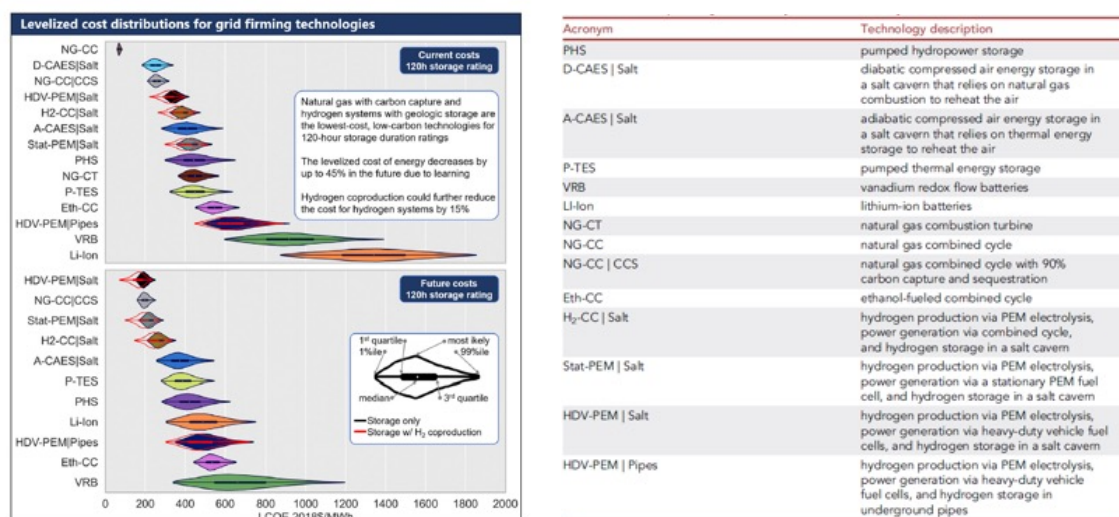 Levelized cost distributions for grid firming technologies
NG-CC
D-CAES|Salt
NG-CC|CCS
HDV-PEM|Salt
H2-CC|Salt
A-CAES|Salt
Stat-PEM|Salt
PHS
NG-CT
P-TES
Eth-CC
HDV-PEM|Pipes
VRB
Li-Ion
Current costs
120h storage rating
Natural gas with carbon capture and
hydrogen systems with geologic storage are
the lowest-cost, low-carbon technologies for
120-hour storage duration ratings
The levelized cost of energy decreases by
up to 45% in the future due to learning
Hydrogen coproduction could further reduce
the cost for hydrogen systems by 15%
HDV-PEM|Salt
NG-CC|CCS
Stat-PEM|Salt
H2-CC|Salt
A-CAES|Salt
P-TES
PHS
Li-Ion
HDV-PEM|Pipes
Eth-CC
VRB
Future costs
120h storage rating
1st quartile
most likely
1%ile
99%ile
median
3rd quartile
Storage only
Storage w/ H2 coproduction
0 200 400 600 800 1000 1200 1400 1600 1800 2000
LCOE 2018$/MWh
Acronym Technology description
PHS pumped hydropower storage
D-CAES | Salt diabatic compressed air energy storage in
a salt cavern that relies on natural gas
combustion to reheat the air
A-CAES | Salt adiabatic compressed air energy storage in
a salt cavern that relies on thermal energy
storage to reheat the air
P-TES pumped thermal energy storage
VRB vanadium redox flow batteries
LI-Ion lithium-ion batteries
NG-CT natural gas combustion turbine
NG-CC natural gas combined cycle
NG-CC | CCS natural gas combined cycle with 90%
carbon capture and sequestration
Eth-CC ethanol-fueled combined cycle
H2-CC | Salt hydrogen production via PEM electrolysis,
power generation via combined cycle,
and hydrogen storage in a salt cavern
Stat-PEM | Salt hydrogen production via PEM electrolysis,
power generation via a stationary PEM fuel
cell, and hydrogen storage in a salt cavern
HDV-PEM | Salt hydrogen production via PEM electrolysis,
power generation via heavy-duty vehicle fuel
cells, and hydrogen storage in a salt cavern
HDV-PEM | Pipes hydrogen production via PEM electrolysis,
power generation via heavy-duty vehicle
fuel cells, and hydrogen storage in
underground pipes